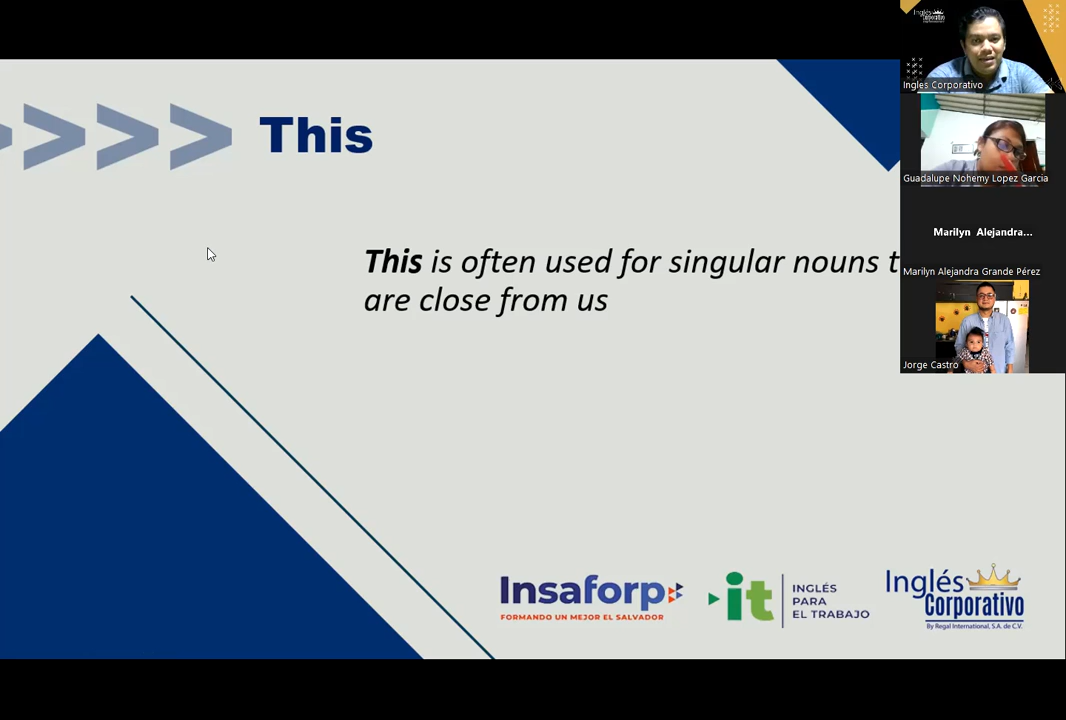 This
This is often used for singular nouns t
are close from us
Inglés
Corporativo
Ingles Corporativo
Guadalupe Nohemy Lopez Garcia
Marilyn Alejandra...
Marilyn Alejandra Grande Pérez
Jorge Castro
Insaforp
FORMANDO UN MEJOR EL SALVADOR
it
INGLÉS
PARA
EL TRABAJO
Inglés
Corporativo
By Regal International, S.A. de C.V.